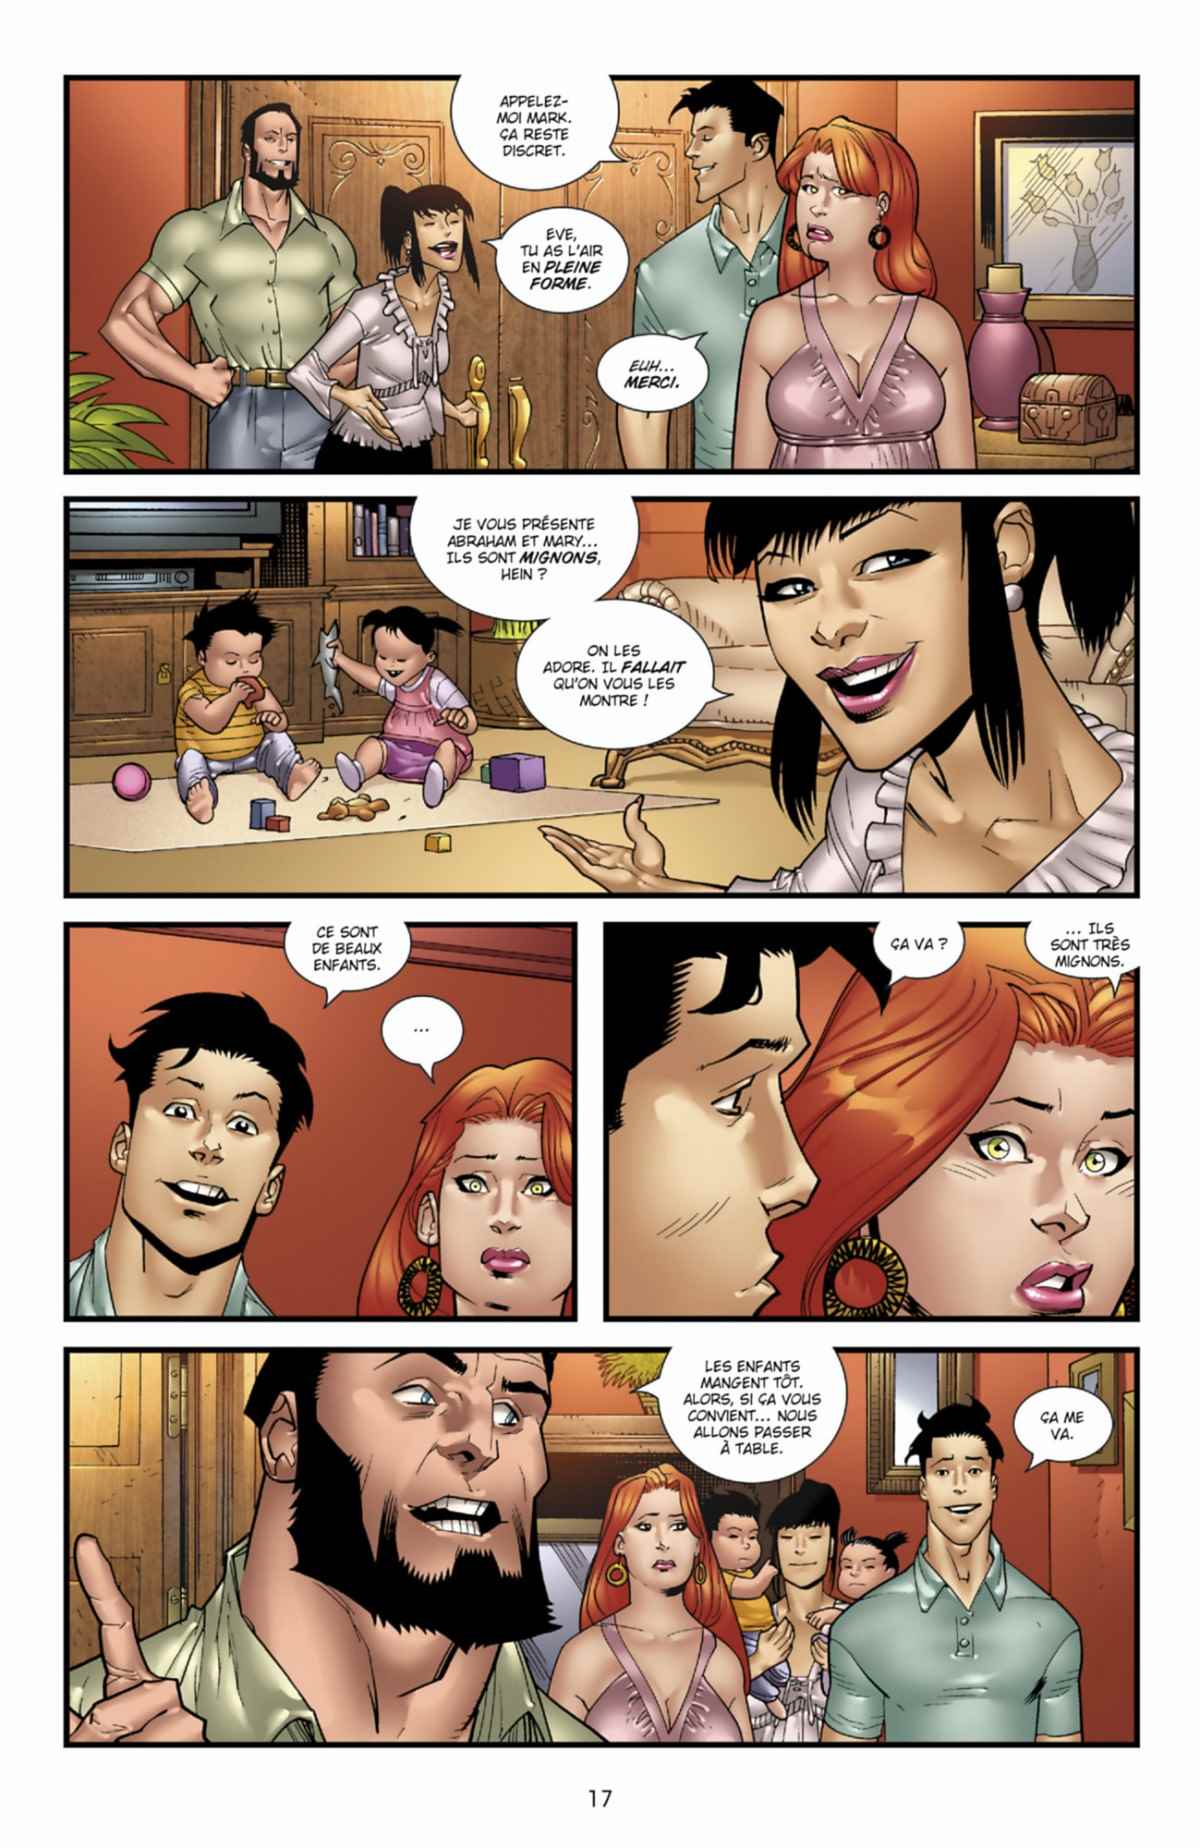 APPELEZ-
MOI MARK.
ÇA RESTE
DISCRET.
EVE,
TU AS L'AIR
EN PLEINE
FORME.
EUH...
MERCI.
JE VOUS PRÉSENTE
ABRAHAM ET MARY...
ILS SONT MIGNONS,
HEIN ?
ON LES
ADORE. IL FALLAIT
QU'ON VOUS LES
MONTRE !
CE SONT
DE BEAUX
ENFANTS.
...
ÇA VA ?
... ILS
SONT TRÈS
MIGNONS.
LES ENFANTS
MANGENT TÔT.
ALORS, SI ÇA VOUS
CONVIENT... NOUS
ALLONS PASSER
À TABLE.
ÇA ME
VA.
17